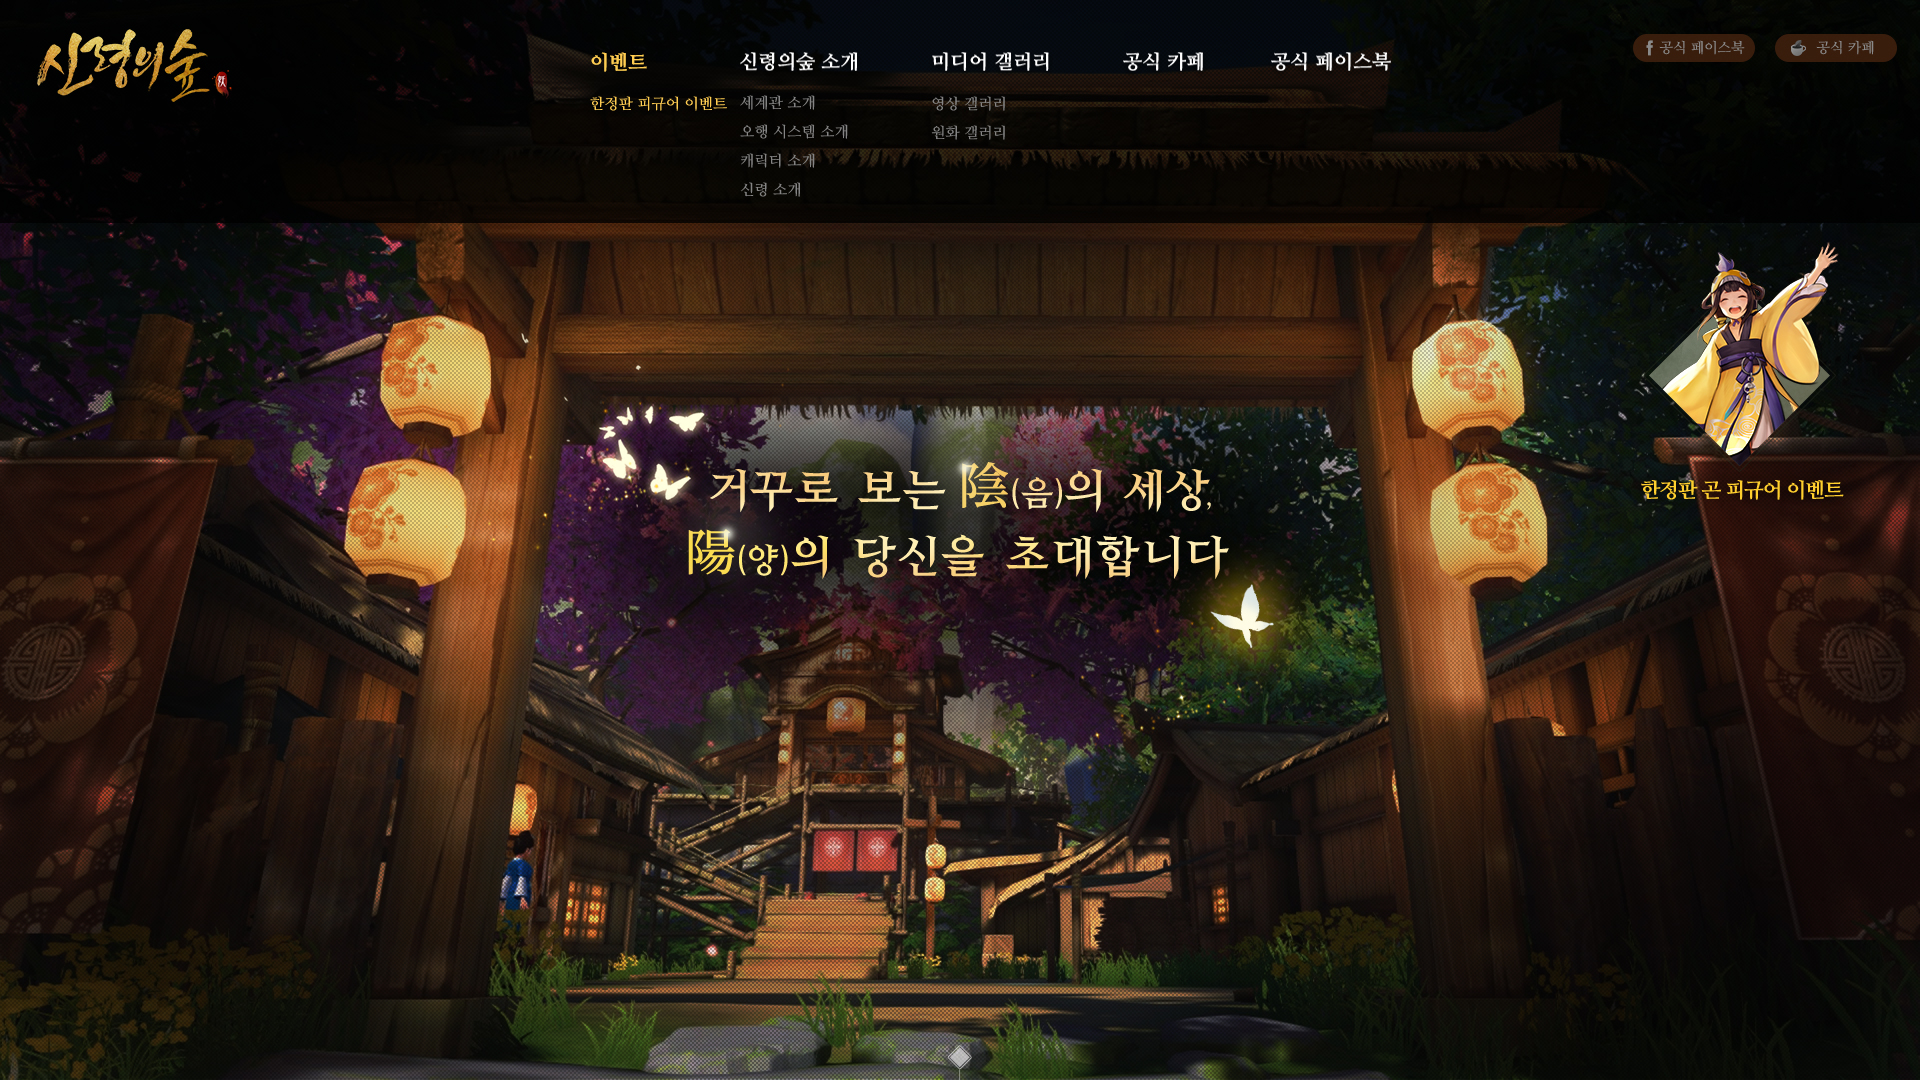 신령의숲
이벤트
신령의숲 소개
미디어 갤러리
공식 카페
공식 페이스북
공식 페이스북
공식 카페
한정판 피규어 이벤트
세계관 소개
오행 시스템 소개
캐릭터 소개
신령 소개
영상 갤러리
원화 갤러리
거꾸로 보는 陰(음)의 세상,
陽(양)의 당신을 초대합니다
한정판 곤 피규어 이벤트